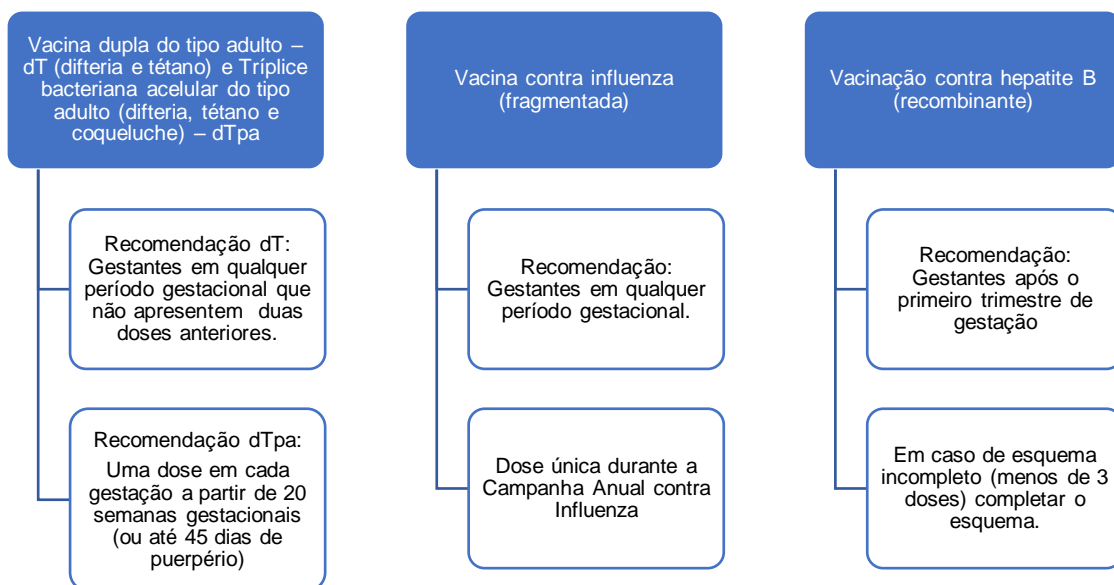 Vacina dupla do tipo adulto –
dT (difteria e tétano) e Tríplice
bacteriana acelular do tipo
adulto (difteria, tétano e
coqueluche) – dTpa
Recomendação dT:
Gestantes em qualquer
período gestacional que
não apresentem duas
doses anteriores.
Recomendação dTpa:
Uma dose em cada
gestação a partir de 20
semanas gestacionais
(ou até 45 dias de
puerpério)
Vacina contra influenza
(fragmentada)
Recomendação:
Gestantes em qualquer
período gestacional.
Dose única durante a
Campanha Anual contra
Influenza
Vacinação contra hepatite B
(recombinante)
Recomendação:
Gestantes após o
primeiro trimestre de
gestação
Em caso de esquema
incompleto (menos de 3
doses) completar o
esquema.